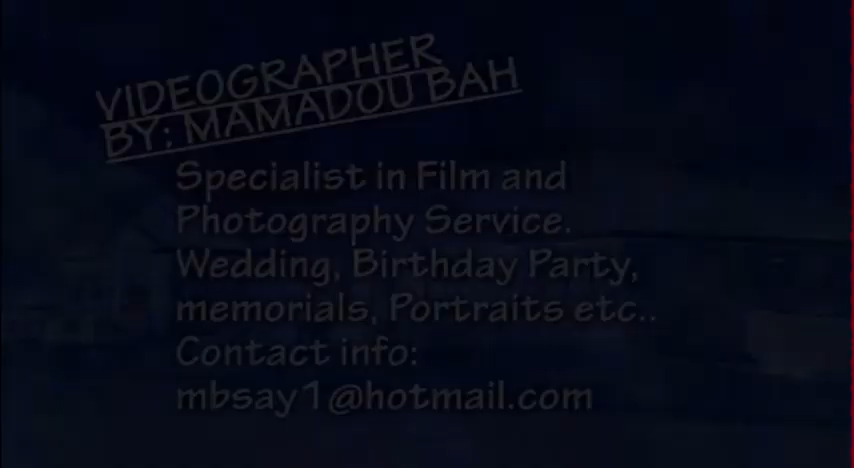 VIDEOGRAPHER
BY: MAMADOU BAH
Specialist in Film and
Photography Service.
Wedding, Birthday Party,
memorials, Portraits etc..
Contact info:
mbsay1@hotmail.com